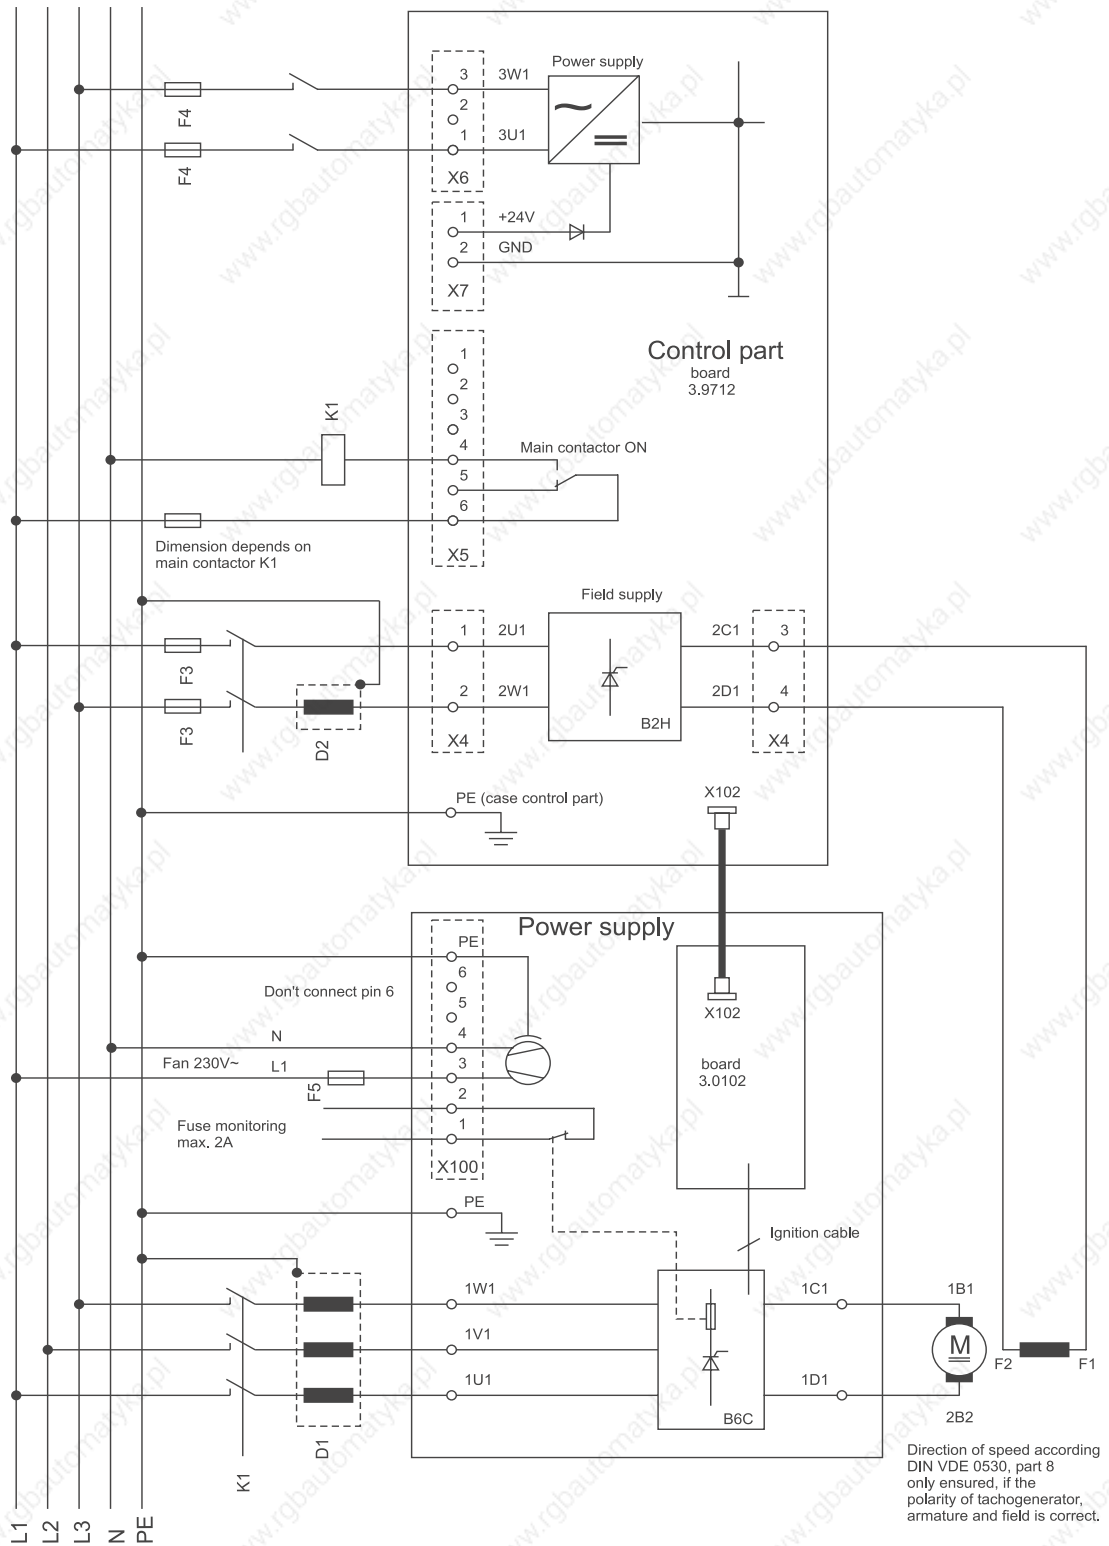 Power supply
3 3W1
2
1 3U1
X6
F4
F4
1 +24V
2 GND
X7
Control part
board
3.9712
1
2
3
4
5
6
X5
K1
Main contactor ON
Dimension depends on
main contactor K1
Field supply
1 2U1
2 2W1
X4
2C1 3
2D1 4
X4
B2H
F3
F3
D2
PE (case control part)
X102
Power supply
PE
6
5
4
3
2
1
X100
Don't connect pin 6
N
Fan 230V~ L1
F5
Fuse monitoring
max. 2A
X102
board
3.0102
PE
Ignition cable
1W1
1V1
1U1
1C1
1D1
B6C
1B1
M
2B2
F2
F1
D1
K1
Direction of speed according
DIN VDE 0530, part 8
only ensured, if the
polarity of tachogenerator,
armature and field is correct.
L1
L2
L3
N
PE
www.rgbautomatyka.pl